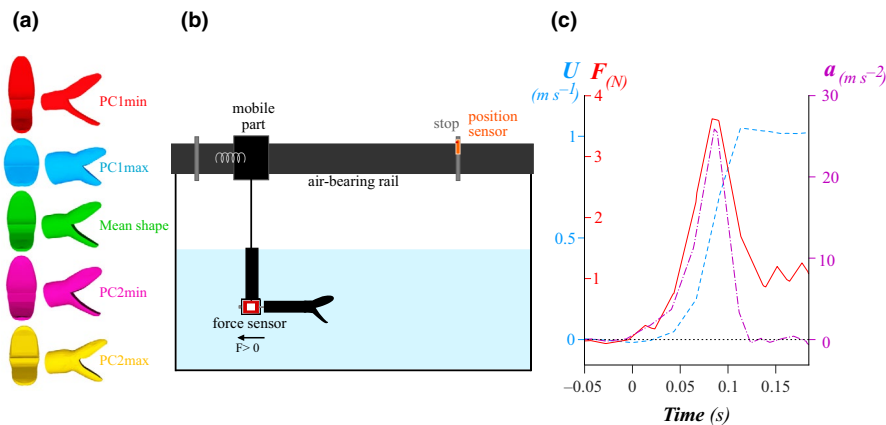 (a)
PC1min
PC1max
Mean shape
PC2min
PC2max
(b)
mobile
part
stop
position
sensor
air-bearing rail
force sensor
F> 0
(c)
U
(m s⁻¹)
F(N)
a (m s⁻²)
4
3
2
1
1
0.5
0
30
20
10
0
−0.05
0
0.05
0.1
0.15
Time (s)